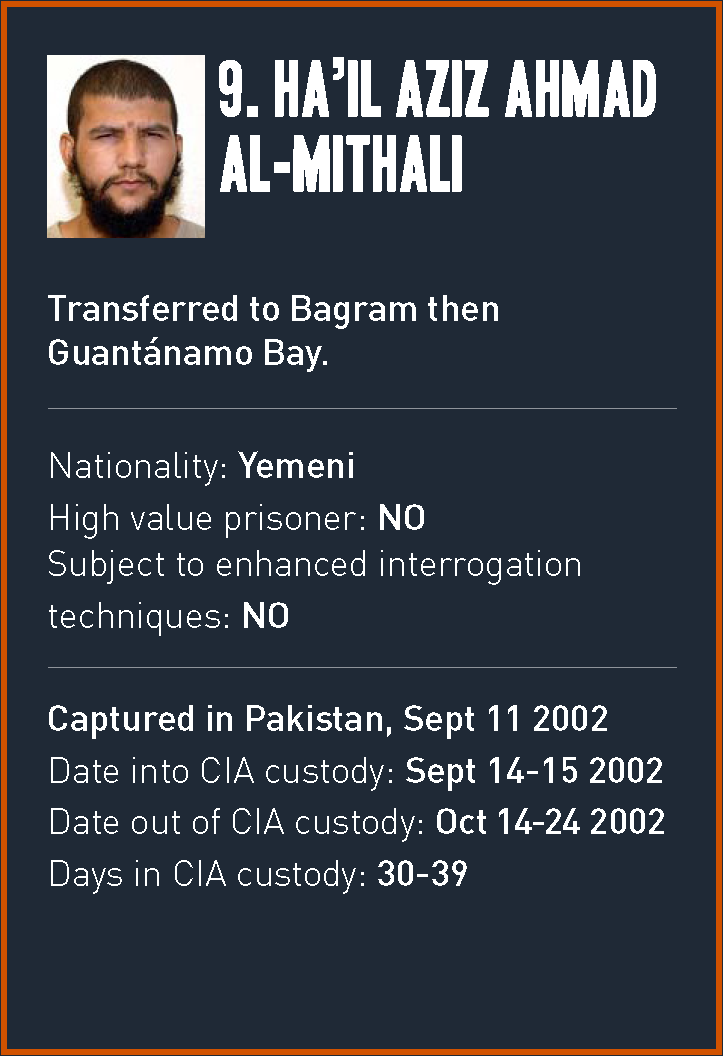 9. HA’IL AZIZ AHMAD
AL-MITHALI
Transferred to Bagram then
Guantánamo Bay.
Nationality: Yemeni
High value prisoner: NO
Subject to enhanced interrogation
techniques: NO
Captured in Pakistan, Sept 11 2002
Date into CIA custody: Sept 14-15 2002
Date out of CIA custody: Oct 14-24 2002
Days in CIA custody: 30-39